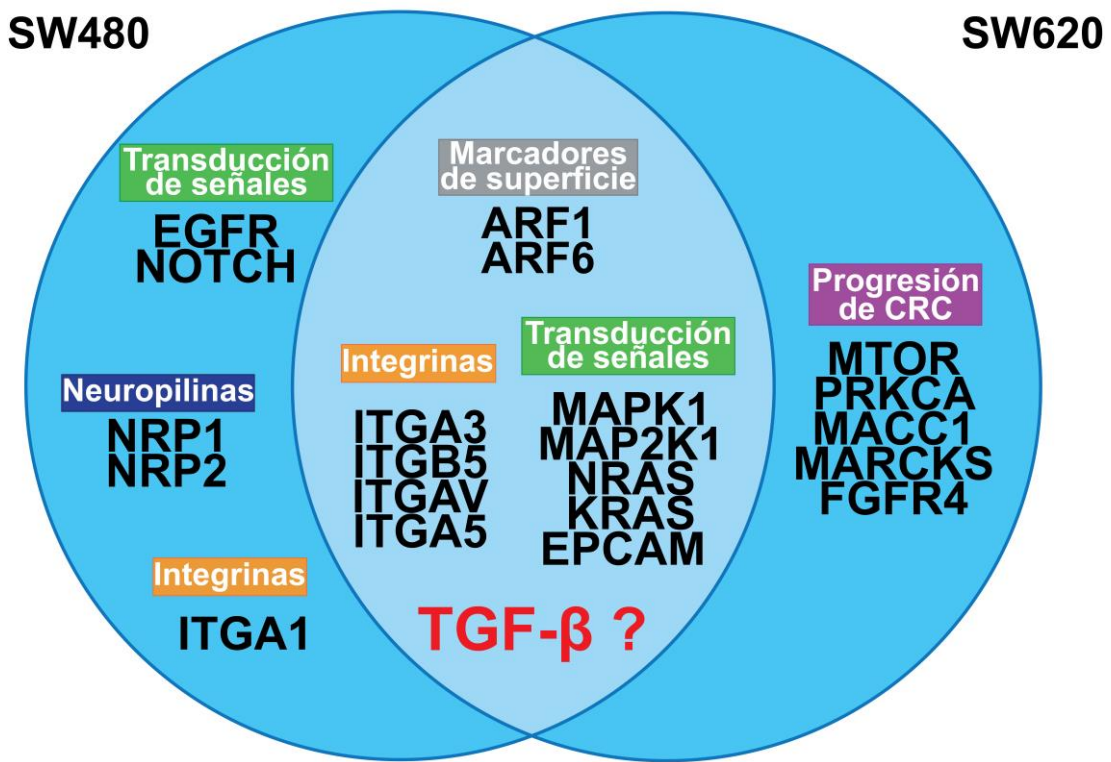 SW480
SW620
Transducción
de señales
EGFR
NOTCH
Neuropilinas
NRP1
NRP2
Integrinas
ITGA1
Marcadores
de superficie
ARF1
ARF6
Integrinas
ITGA3
ITGB5
ITGAV
ITGA5
Transducción
de señales
MAPK1
MAP2K1
NRAS
KRAS
EPCAM
TGF-β ?
Progresión
de CRC
MTOR
PRKCA
MACC1
MARCKS
FGFR4